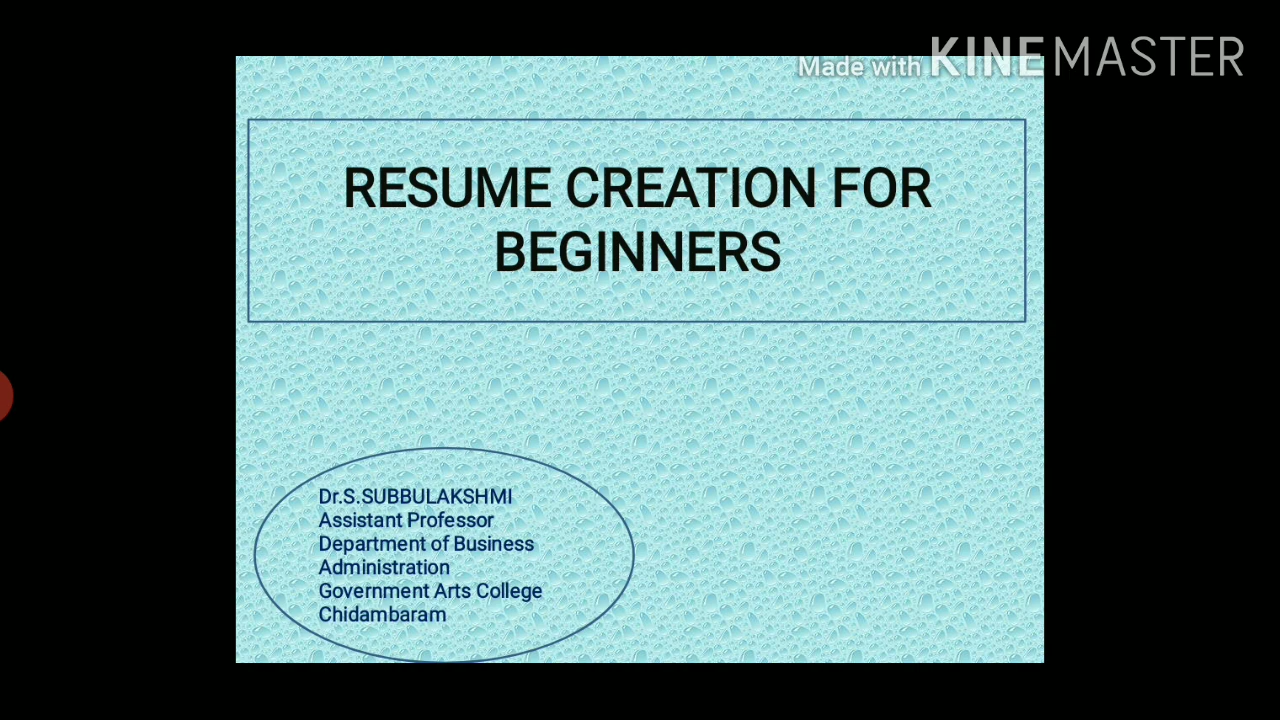 Made with KINEMASTER
RESUME CREATION FOR
BEGINNERS
Dr.S.SUBBULAKSHMI
Assistant Professor
Department of Business
Administration
Government Arts College
Chidambaram